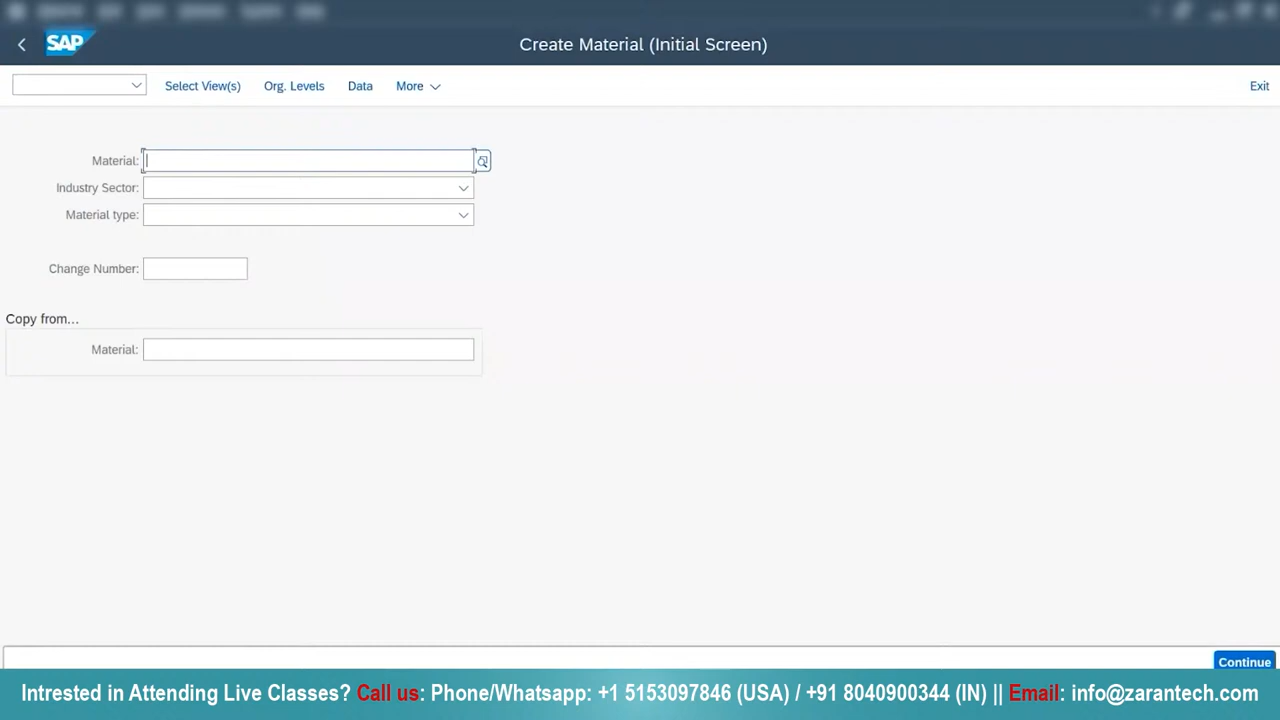 SAP
Create Material (Initial Screen)
Select View(s) Org. Levels Data More Exit
Material:
Industry Sector:
Material type:
Change Number:
Copy from...
Material:
Continue
Intrested in Attending Live Classes? Call us: Phone/Whatsapp: +1 5153097846 (USA) / +91 8040900344 (IN) || Email: info@zarantech.com